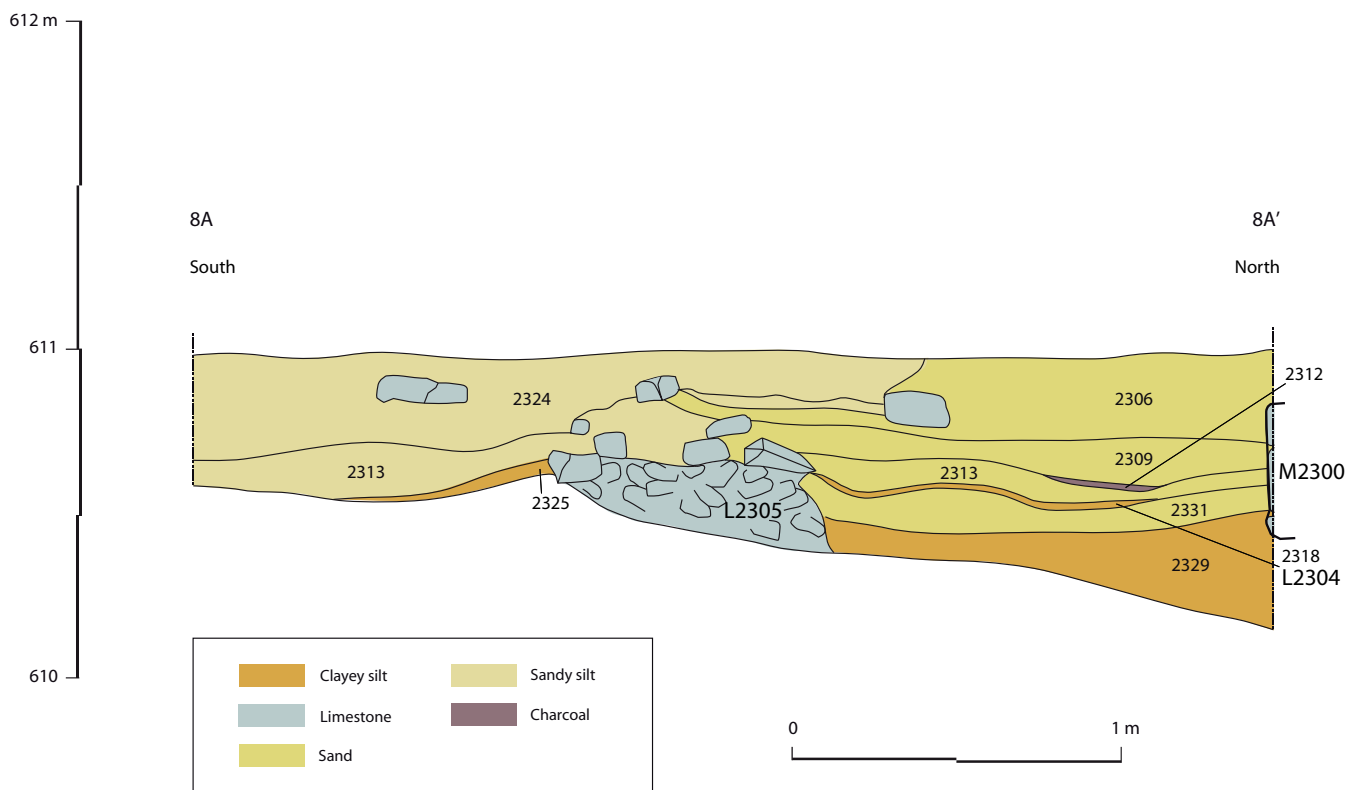 612 m
8A
8A′
South
North
611
2312
2324
2306
2309
2313
2313
M2300
2325
L2305
2331
2318
L2304
2329
610
Clayey silt
Sandy silt
Limestone
Charcoal
Sand
0
1 m